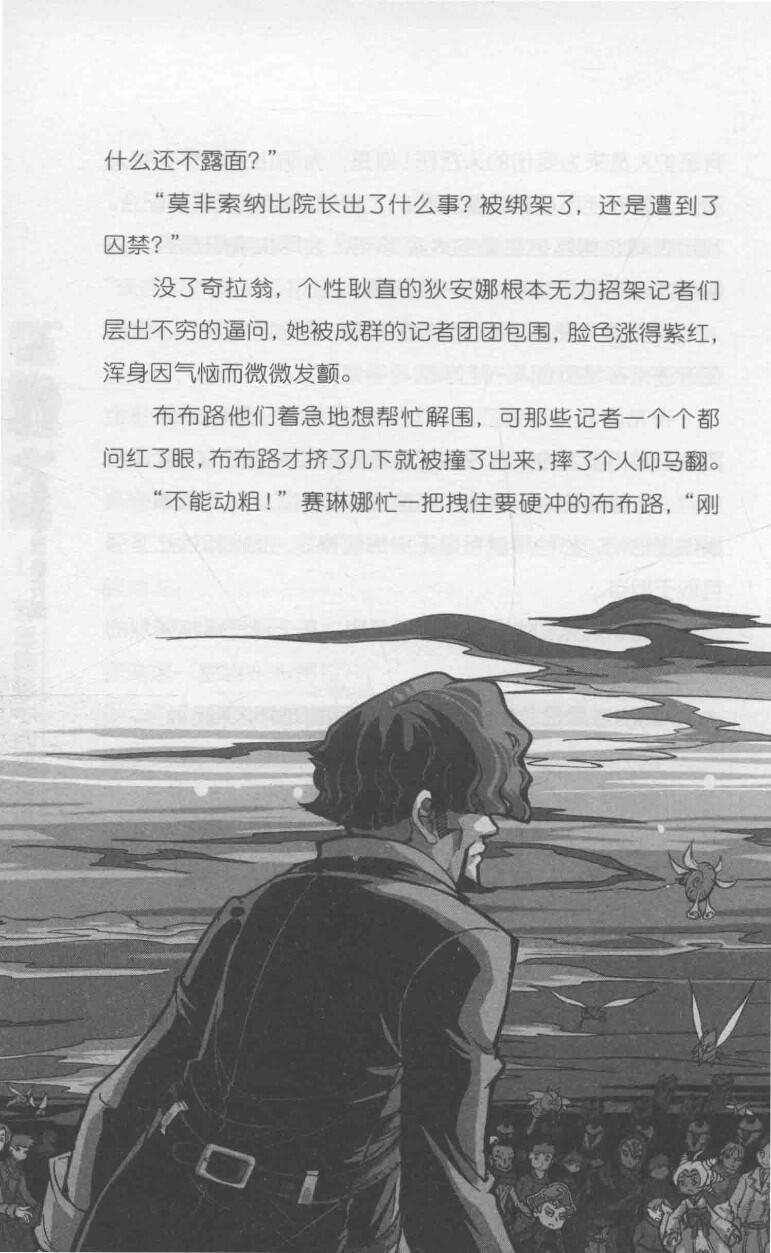 什么还不露面？”
“莫非索纳比院长出了什么事？被绑架了，还是遭到了
囚禁？”
没了奇拉翁，个性耿直的狄安娜根本无力招架记者们
层出不穷的逼问，她被成群的记者团团包围，脸色涨得紫红，
浑身因气恼而微微发颤。
布布路他们着急地想帮忙解围，可那些记者一个个都
问红了眼，布布路才挤了几下就被撞了出来，摔了个人仰马翻。
“不能动粗！”赛琳娜忙一把拽住要硬冲的布布路，“刚